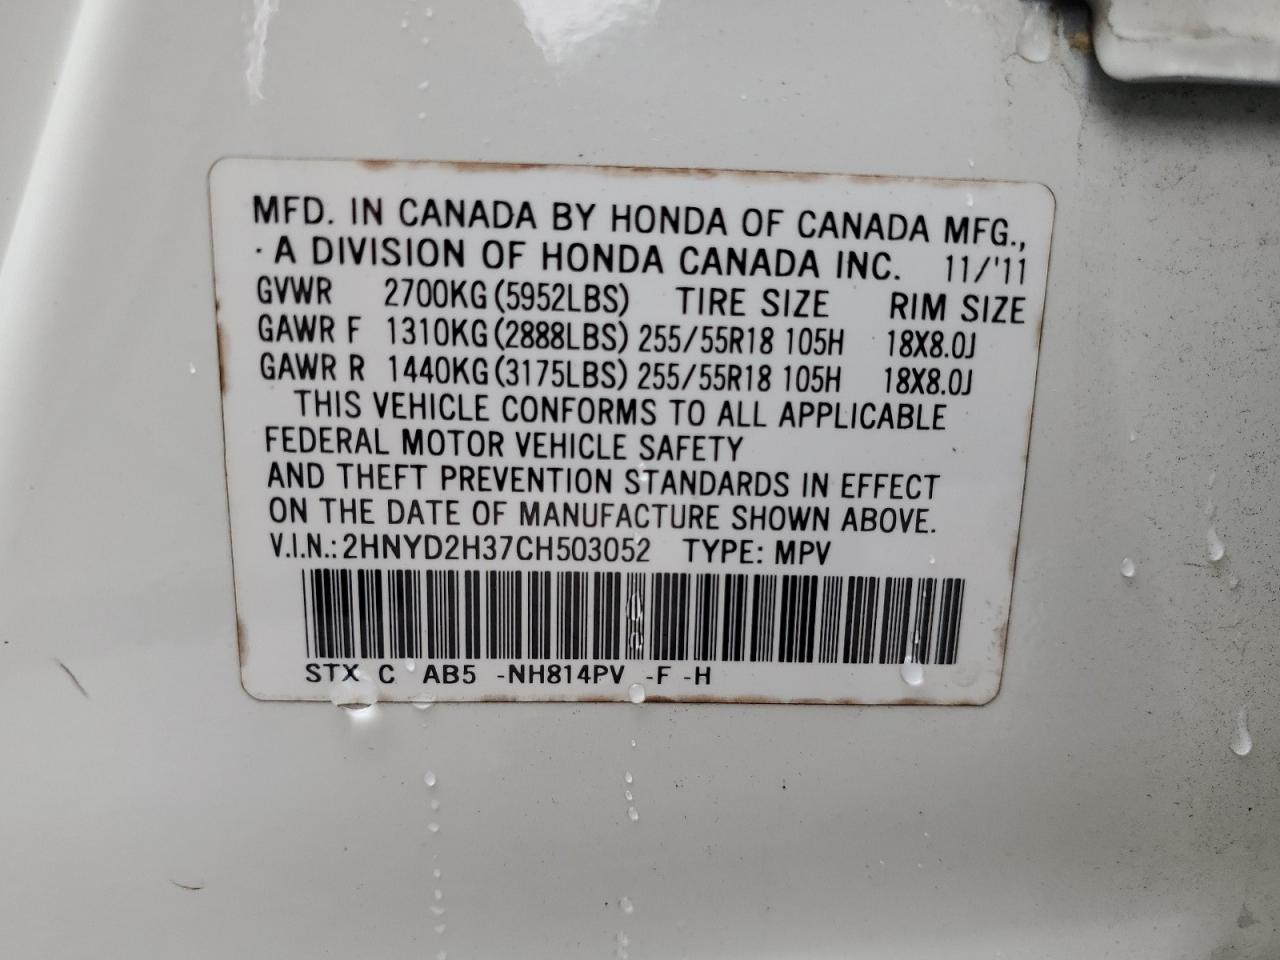 MFD. IN CANADA BY HONDA OF CANADA MFG.,
· A DIVISION OF HONDA CANADA INC. 11/'11
GVWR 2700KG (5952LBS) TIRE SIZE RIM SIZE
GAWR F 1310KG (2888LBS) 255/55R18 105H 18X8.0J
GAWR R 1440KG (3175LBS) 255/55R18 105H 18X8.0J
THIS VEHICLE CONFORMS TO ALL APPLICABLE
FEDERAL MOTOR VEHICLE SAFETY
AND THEFT PREVENTION STANDARDS IN EFFECT
ON THE DATE OF MANUFACTURE SHOWN ABOVE.
V.I.N.: 2HNYD2H37CH503052 TYPE: MPV
STX C AB5 -NH814PV -F -H